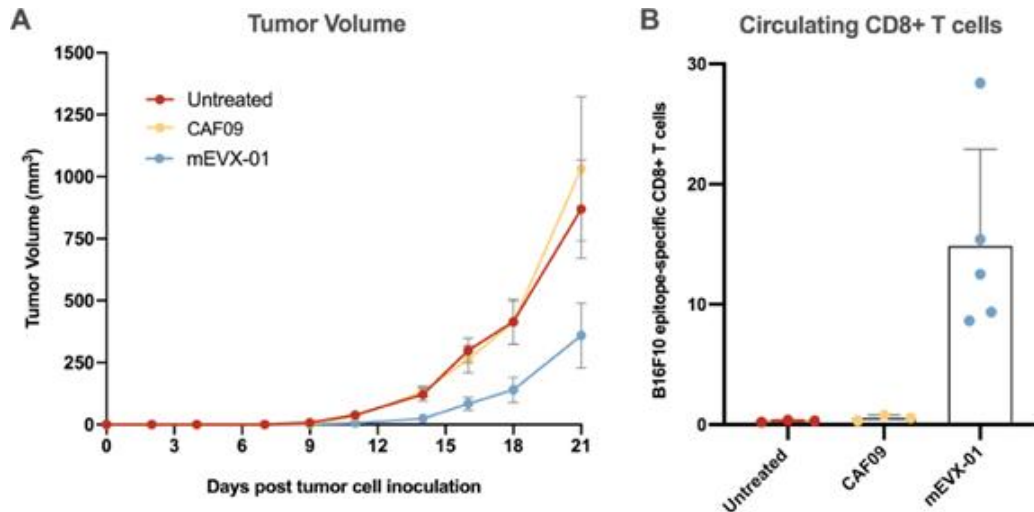 A
Tumor Volume
Tumor Volume (mm³)
1500
1250
1000
750
500
250
0
Untreated
CAF09
mEVX-01
0 3 6 9 12 15 18 21
Days post tumor cell inoculation
B
Circulating CD8+ T cells
B16F10 epitope-specific CD8+ T cells
30
20
10
0
Untreated
CAF09
mEVX-01